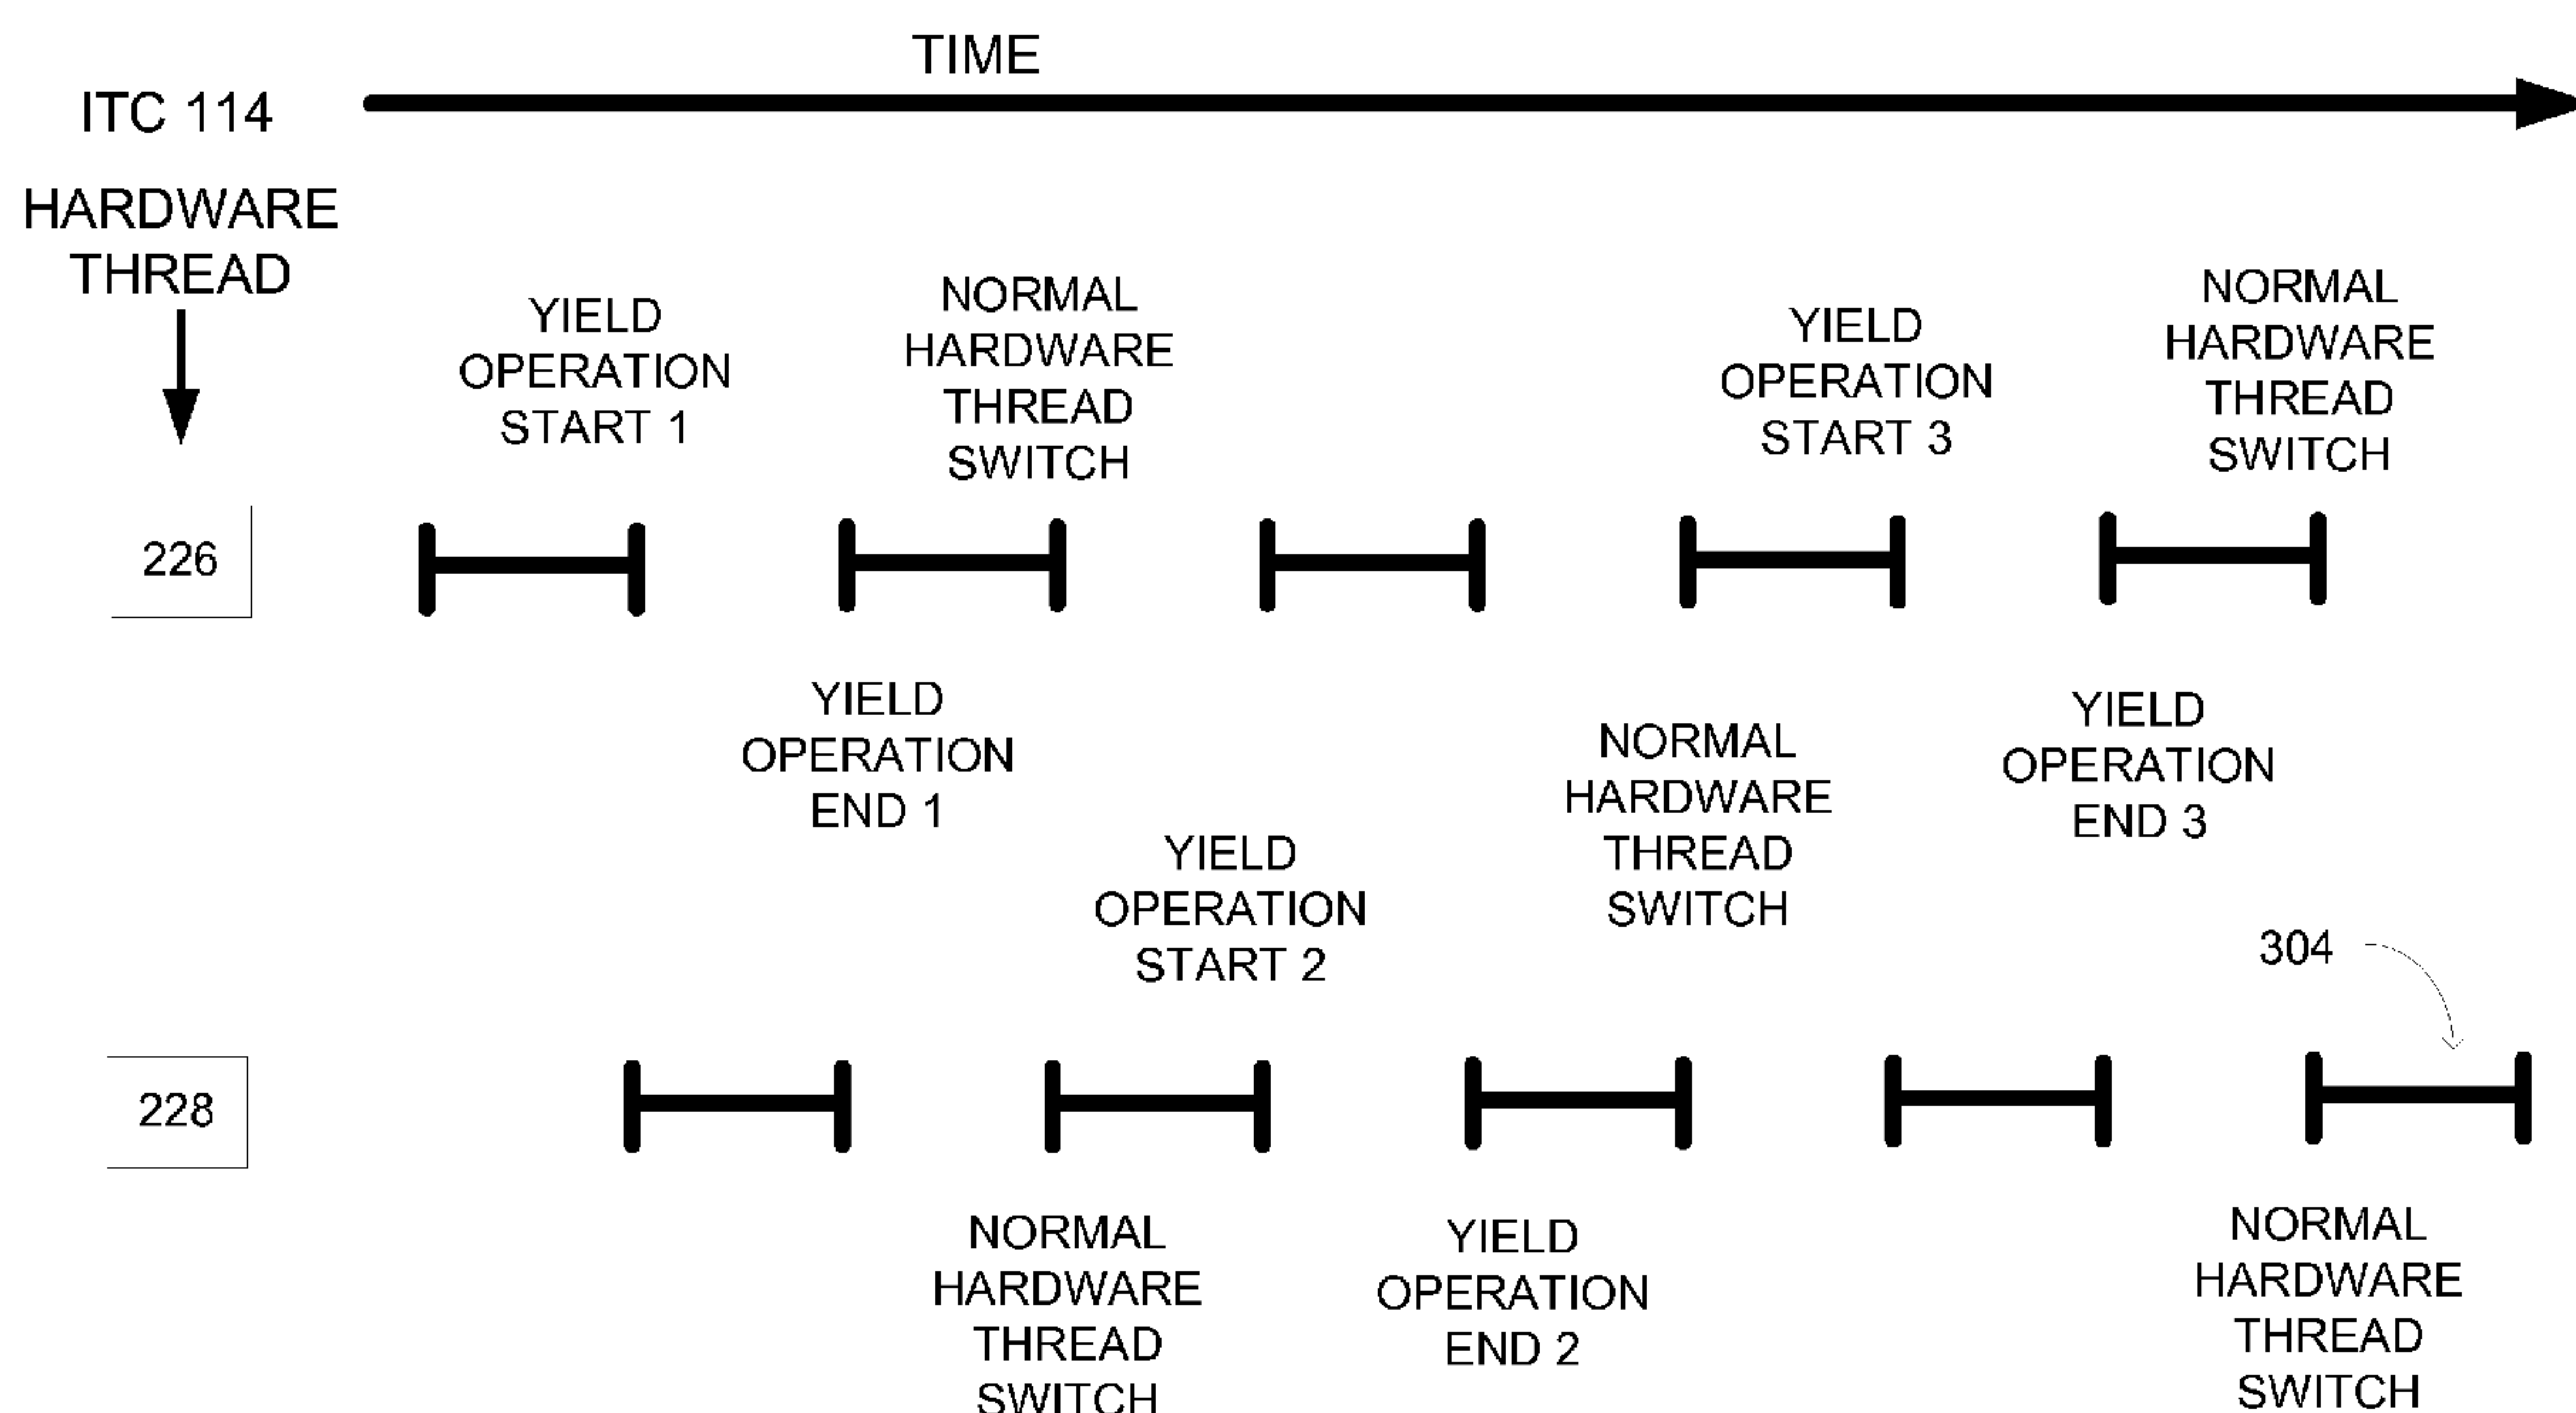 TIME
ITC 114
HARDWARE
THREAD
YIELD
OPERATION
START 1
NORMAL
HARDWARE
THREAD
SWITCH
YIELD
OPERATION
START 3
NORMAL
HARDWARE
THREAD
SWITCH
226
YIELD
OPERATION
END 1
YIELD
OPERATION
START 2
NORMAL
HARDWARE
THREAD
SWITCH
YIELD
OPERATION
END 3
304
228
NORMAL
HARDWARE
THREAD
SWITCH
YIELD
OPERATION
END 2
NORMAL
HARDWARE
THREAD
SWITCH